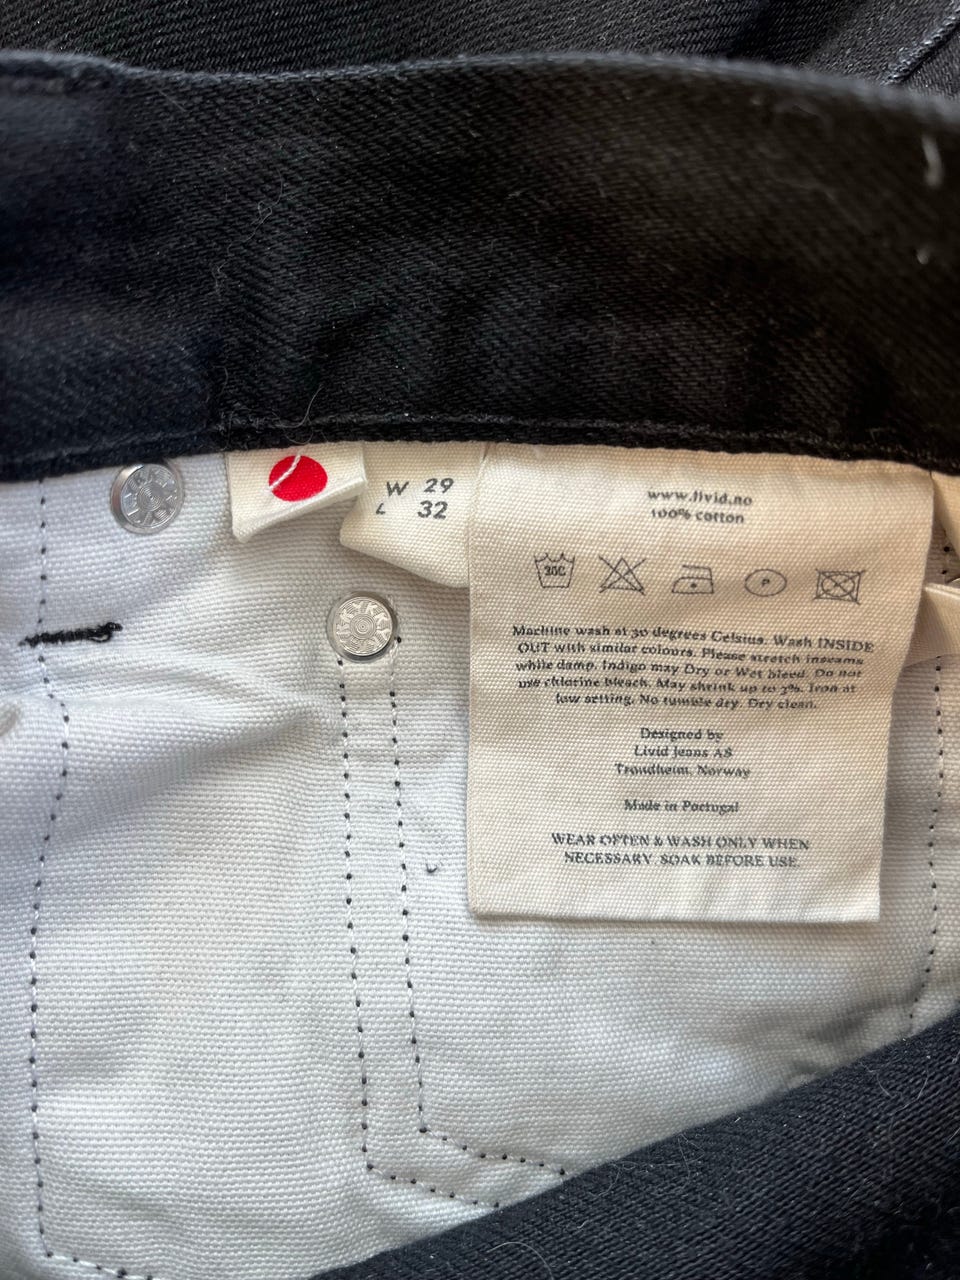 W 29
L 32
www.livid.no
100% cotton
30C
P
Machine wash at 30 degrees Celsius. Wash INSIDE
OUT with similar colours. Please stretch inseams
while damp. Indigo may Dry or Wet bleed. Do not
use chlorine bleach. May shrink up to 3%. Iron at
low setting. No tumble dry. Dry clean.
Designed by
Livid Jeans AS
Trondheim, Norway
Made in Portugal
WEAR OFTEN & WASH ONLY WHEN
NECESSARY. SOAK BEFORE USE.